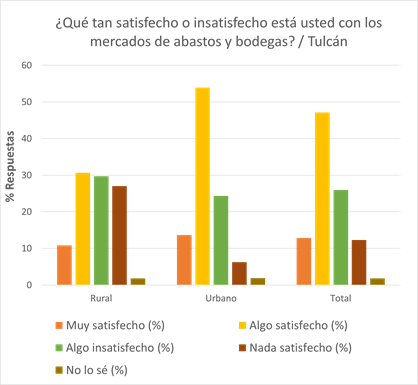 ¿Qué tan satisfecho o insatisfecho está usted con los
mercados de abastos y bodegas? / Tulcán
% Respuestas
60
50
40
30
20
10
0
Rural
Urbano
Total
Muy satisfecho (%)
Algo satisfecho (%)
Algo insatisfecho (%)
Nada satisfecho (%)
No lo sé (%)